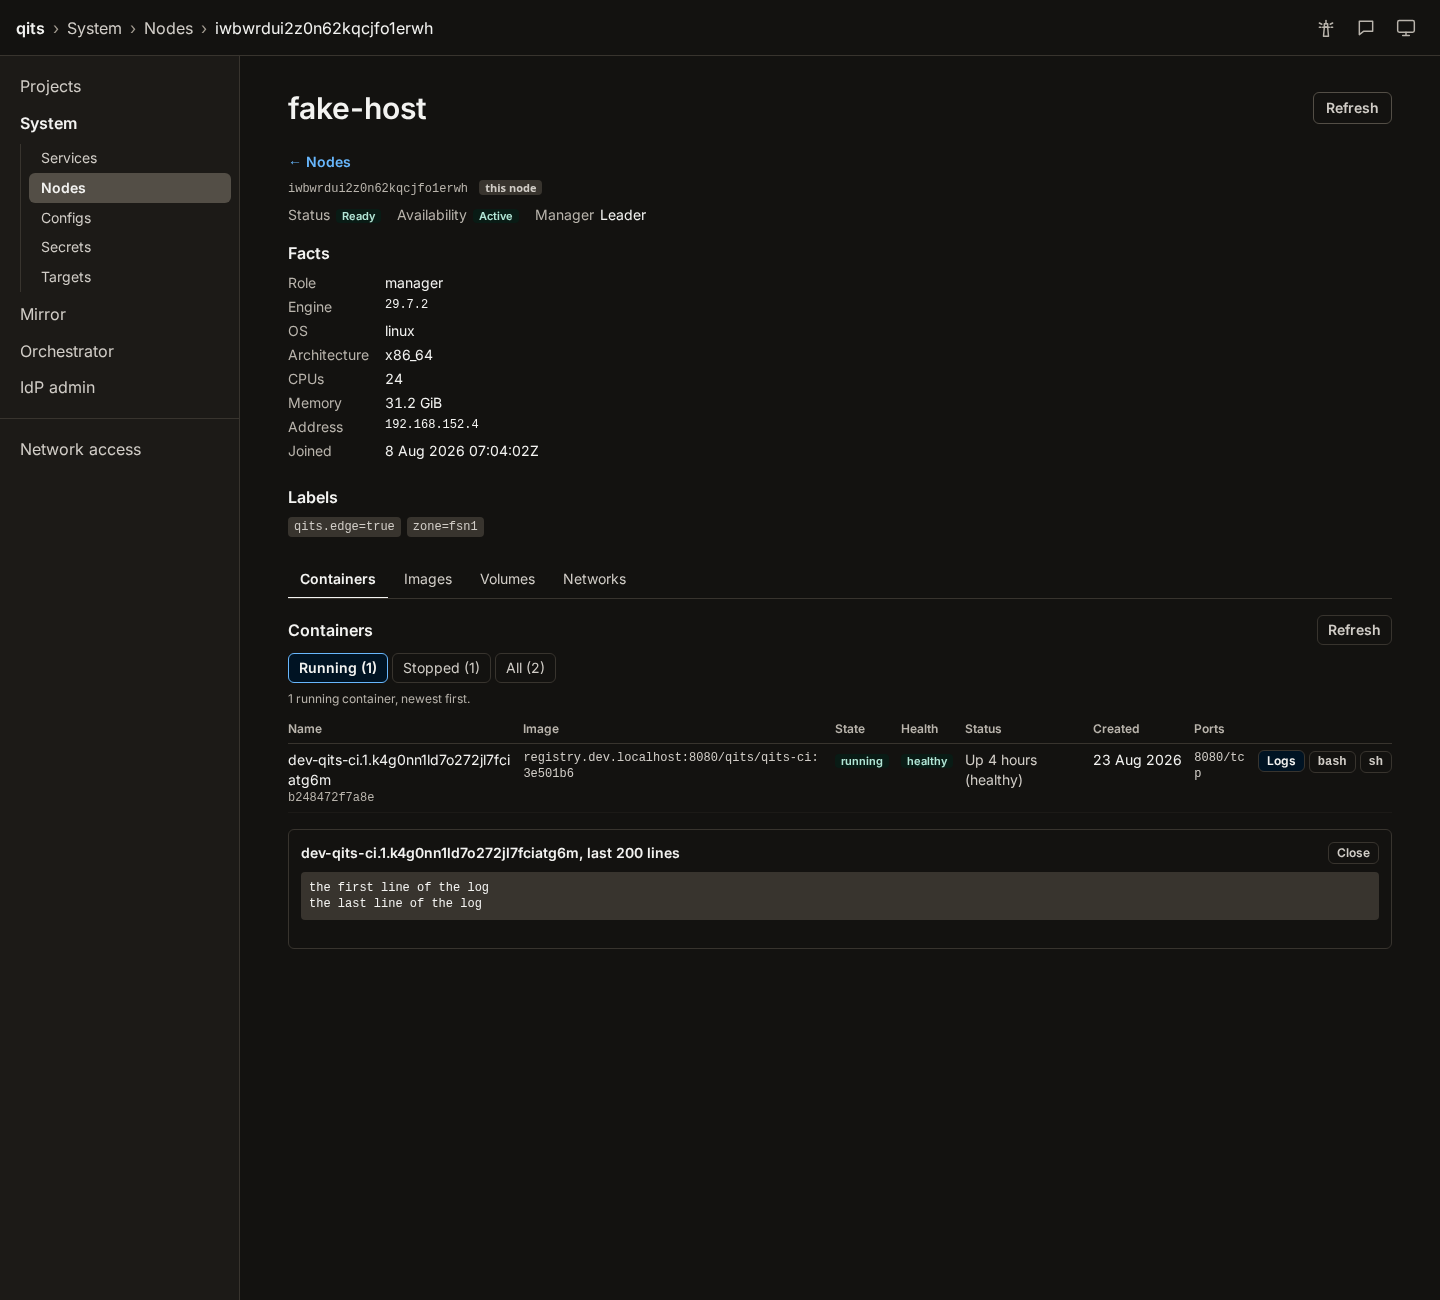 qits › System › Nodes › iwbwrdui2z0n62kqcjfo1erwh
Projects
System
Services
Nodes
Configs
Secrets
Targets
Mirror
Orchestrator
IdP admin
Network access
fake-host
Refresh
← Nodes
iwbwrdui2z0n62kqcjfo1erwh this node
Status Ready Availability Active Manager Leader
Facts
Role manager
Engine 29.7.2
OS linux
Architecture x86_64
CPUs 24
Memory 31.2 GiB
Address 192.168.152.4
Joined 8 Aug 2026 07:04:02Z
Labels
qits.edge=true zone=fsn1
Containers Images Volumes Networks
Containers
Refresh
Running (1) Stopped (1) All (2)
1 running container, newest first.
Name Image State Health Status Created Ports
dev-qits-ci.1.k4g0nn1ld7o272jl7fci
atg6m
b248472f7a8e
registry.dev.localhost:8080/qits/qits-ci:
3e501b6
running
healthy
Up 4 hours
(healthy)
23 Aug 2026
8080/tc
p
Logs bash sh
dev-qits-ci.1.k4g0nn1ld7o272jl7fciatg6m, last 200 lines
Close
the first line of the log
the last line of the log